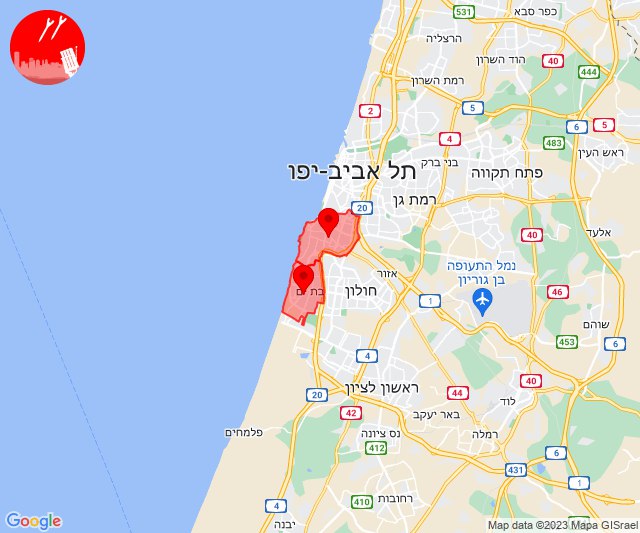 531
כפר סבא
הרצליה
הוד השרון
40
רמת השרון
444
2
5
5
6
4
483
בני ברק
ראש העין
תל אביב-יפו
פתח תקווה
רמת גן
20
אלעד
40
אזור
נמל התעופה
בן גוריון
חולון
1
46
שוהם
4
453
6
ראשון לציון
20
44
40
לוד
42
באר יעקב
פלמחים
נס ציונה
רמלה
412
431
1
410
רחובות
4
יבנה
Google
Map data ©2023 Mapa GISrael